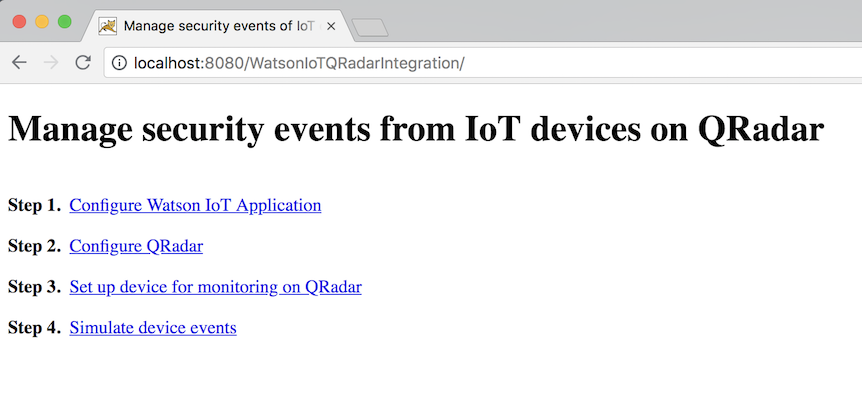 Manage security events of IoT
localhost:8080/WatsonIoTQRadarIntegration/
Manage security events from IoT devices on QRadar
Step 1. Configure Watson IoT Application
Step 2. Configure QRadar
Step 3. Set up device for monitoring on QRadar
Step 4. Simulate device events